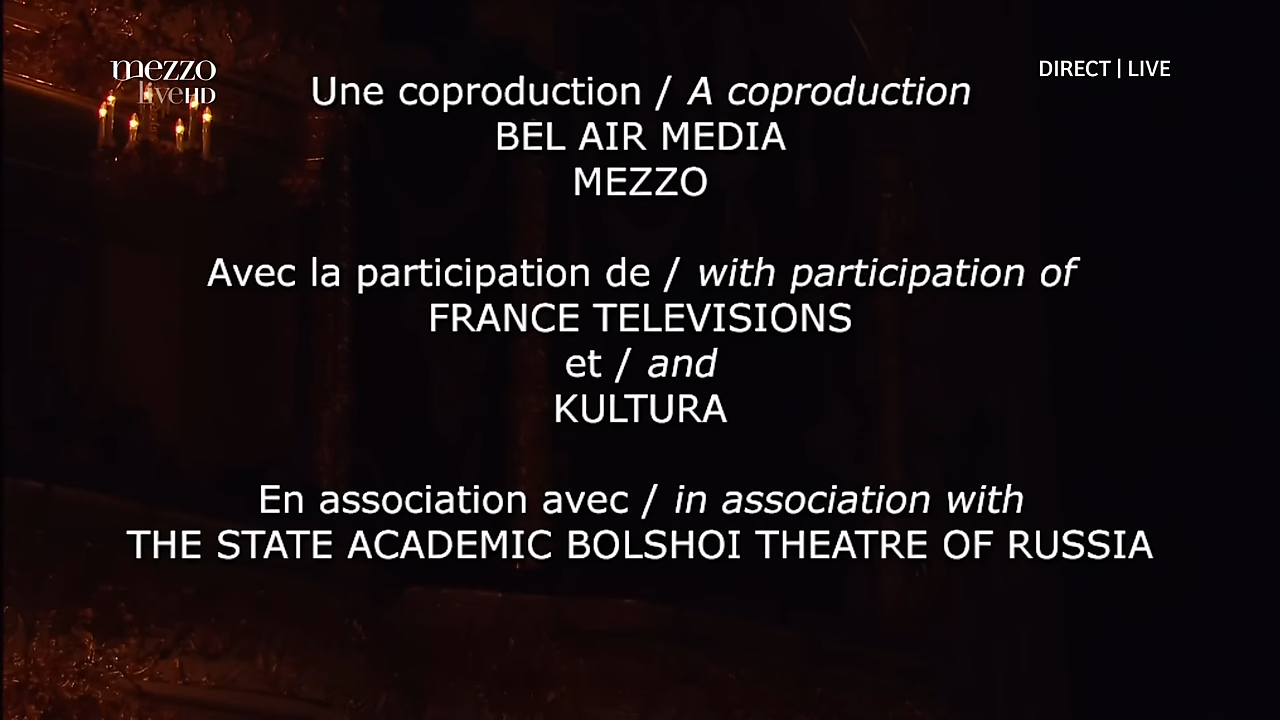 mezzo
liveHD
DIRECT | LIVE
Une coproduction / A coproduction
BEL AIR MEDIA
MEZZO
Avec la participation de / with participation of
FRANCE TELEVISIONS
et / and
KULTURA
En association avec / in association with
THE STATE ACADEMIC BOLSHOI THEATRE OF RUSSIA